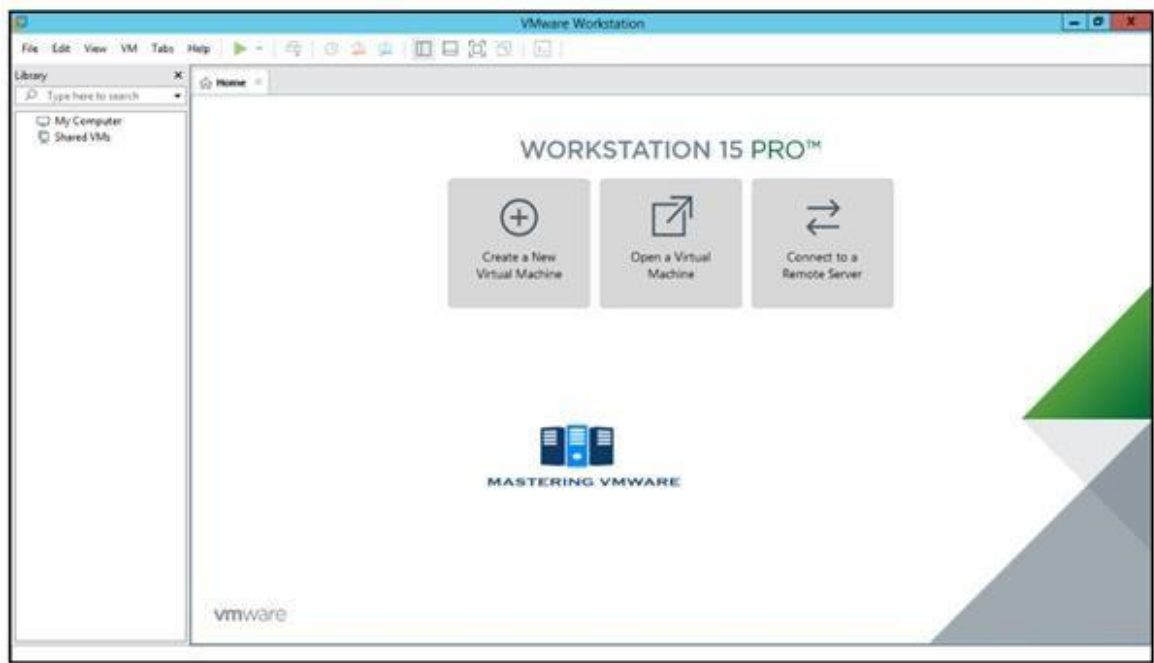 VMware Workstation
File Edit View VM Tabs Help
Library
Type here to search
My Computer
Shared VMs
Home
WORKSTATION 15 PRO™
Create a New
Virtual Machine
Open a Virtual
Machine
Connect to a
Remote Server
MASTERING VMWARE
vmware